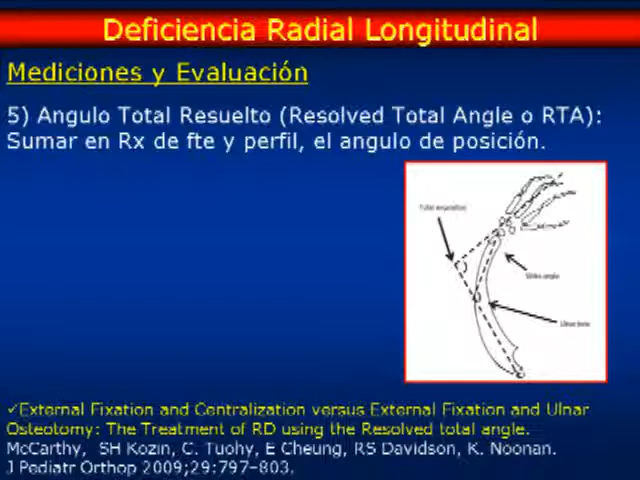 Deficiencia Radial Longitudinal
Mediciones y Evaluación
5) Angulo Total Resuelto (Resolved Total Angle o RTA):
Sumar en Rx de fte y perfil, el angulo de posición.
Total angulation
Wrist angle
Ulnar bow
✓External Fixation and Centralization versus External Fixation and Ulnar
Osteotomy: The Treatment of RD using the Resolved total angle.
McCarthy, SH Kozin, C. Tuohy, E Cheung, RS Davidson, K. Noonan.
J Pediatr Orthop 2009;29:797–803.